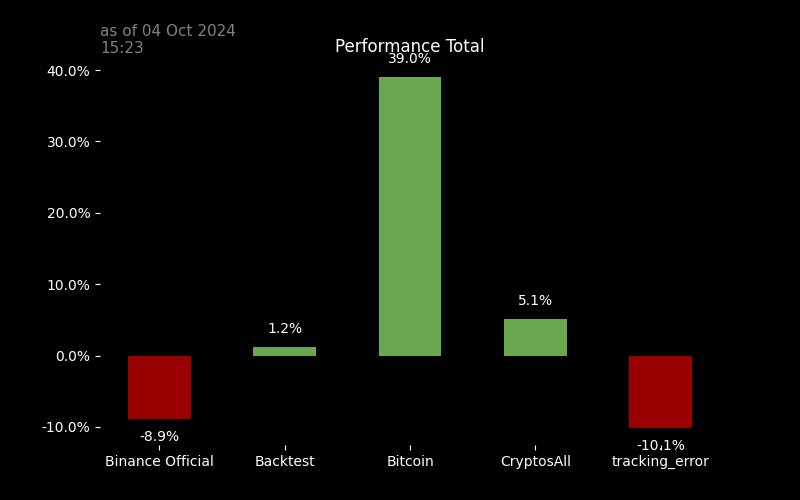 as of 04 Oct 2024
15:23
Performance Total
40.0%
30.0%
20.0%
10.0%
0.0%
-10.0%
-8.9%
1.2%
39.0%
5.1%
-10.1%
Binance Official
Backtest
Bitcoin
CryptosAll
tracking_error